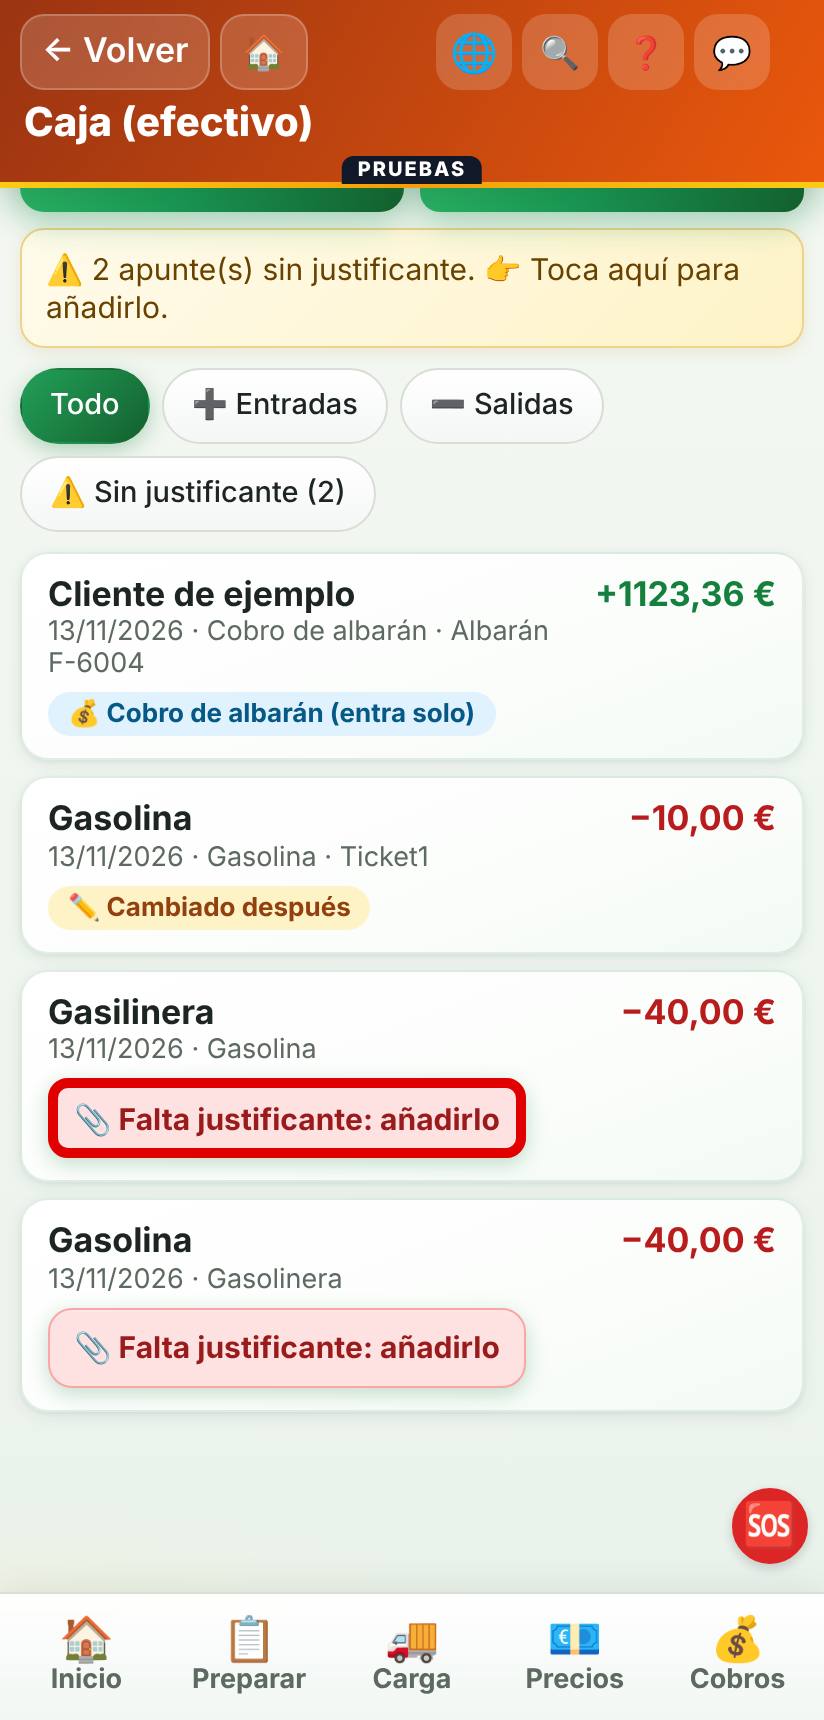 ← Volver
Caja (efectivo)
PRUEBAS
⚠️ 2 apunte(s) sin justificante. 👉 Toca aquí para
añadirlo.
Todo
➕ Entradas
➖ Salidas
⚠️ Sin justificante (2)
Cliente de ejemplo
+1123,36 €
13/11/2026 · Cobro de albarán · Albarán
F-6004
💰 Cobro de albarán (entra solo)
Gasolina
−10,00 €
13/11/2026 · Gasolina · Ticket1
✏️ Cambiado después
Gasilinera
−40,00 €
13/11/2026 · Gasolina
📎 Falta justificante: añadirlo
Gasolina
−40,00 €
13/11/2026 · Gasolinera
📎 Falta justificante: añadirlo
SOS
Inicio
Preparar
Carga
Precios
Cobros